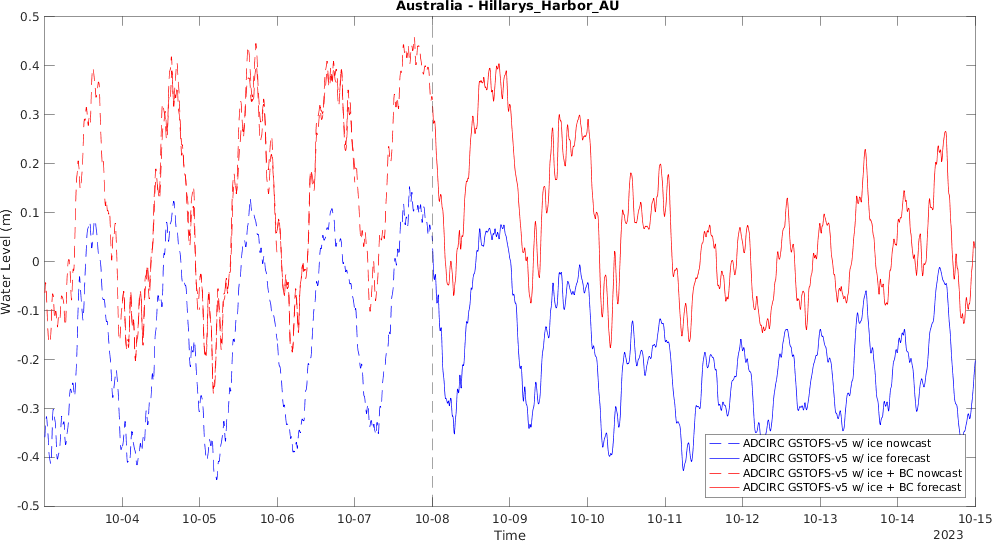 Australia - Hillarys_Harbor_AU
0.5
0.4
0.3
0.2
0.1
0
-0.1
-0.2
-0.3
-0.4
-0.5
Water Level (m)
ADCIRC GSTOFS-v5 w/ ice nowcast
ADCIRC GSTOFS-v5 w/ ice forecast
ADCIRC GSTOFS-v5 w/ ice + BC nowcast
ADCIRC GSTOFS-v5 w/ ice + BC forecast
10-04 10-05 10-06 10-07 10-08 10-09 10-10 10-11 10-12 10-13 10-14 10-15
Time
2023